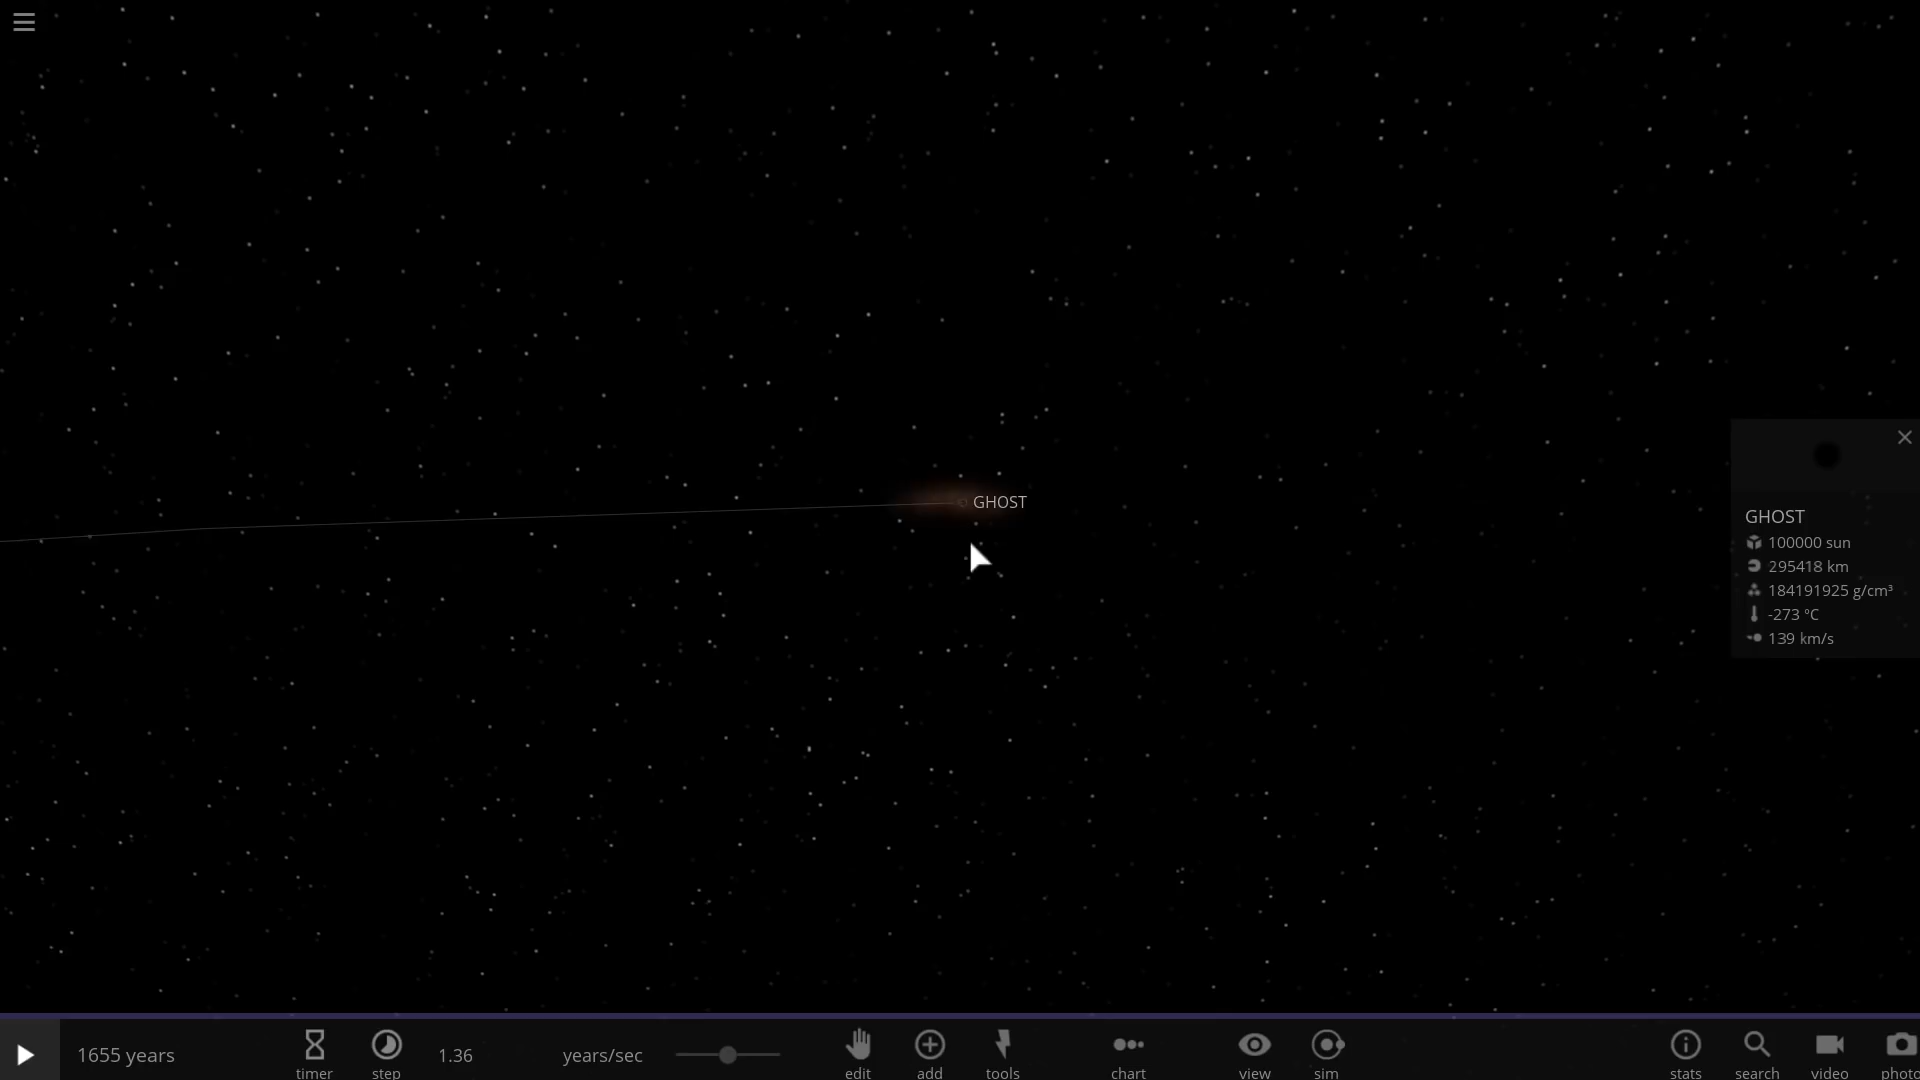 GHOST
GHOST
100000 sun
295418 km
184191925 g/cm³
-273 °C
139 km/s
1655 years
timer
step
1.36
years/sec
edit
add
tools
chart
view
sim
stats
search
video
photo